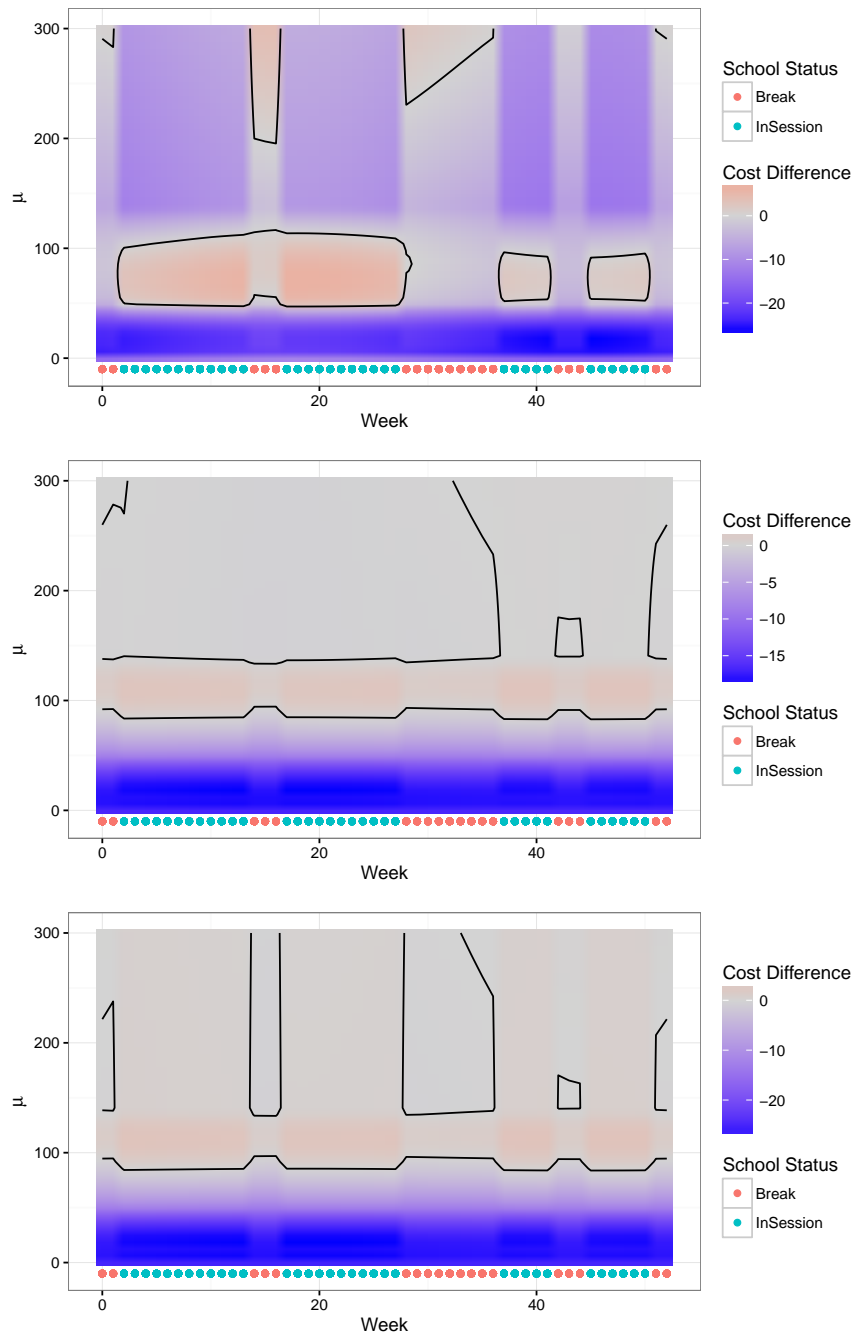 300
200
100
0
μ
0
20
40
Week
School Status
Break
InSession
Cost Difference
0
−10
−20
300
200
100
0
μ
0
20
40
Week
Cost Difference
0
−5
−10
−15
School Status
Break
InSession
300
200
100
0
μ
0
20
40
Week
Cost Difference
0
−10
−20
School Status
Break
InSession